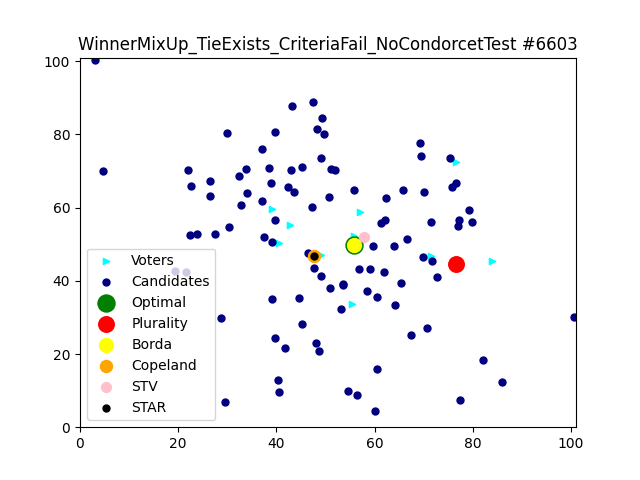 WinnerMixUp_TieExists_CriteriaFail_NoCondorcetTest #6603
100
80
60
40
20
0
Voters
Candidates
Optimal
Plurality
Borda
Copeland
STV
STAR
0 20 40 60 80 100